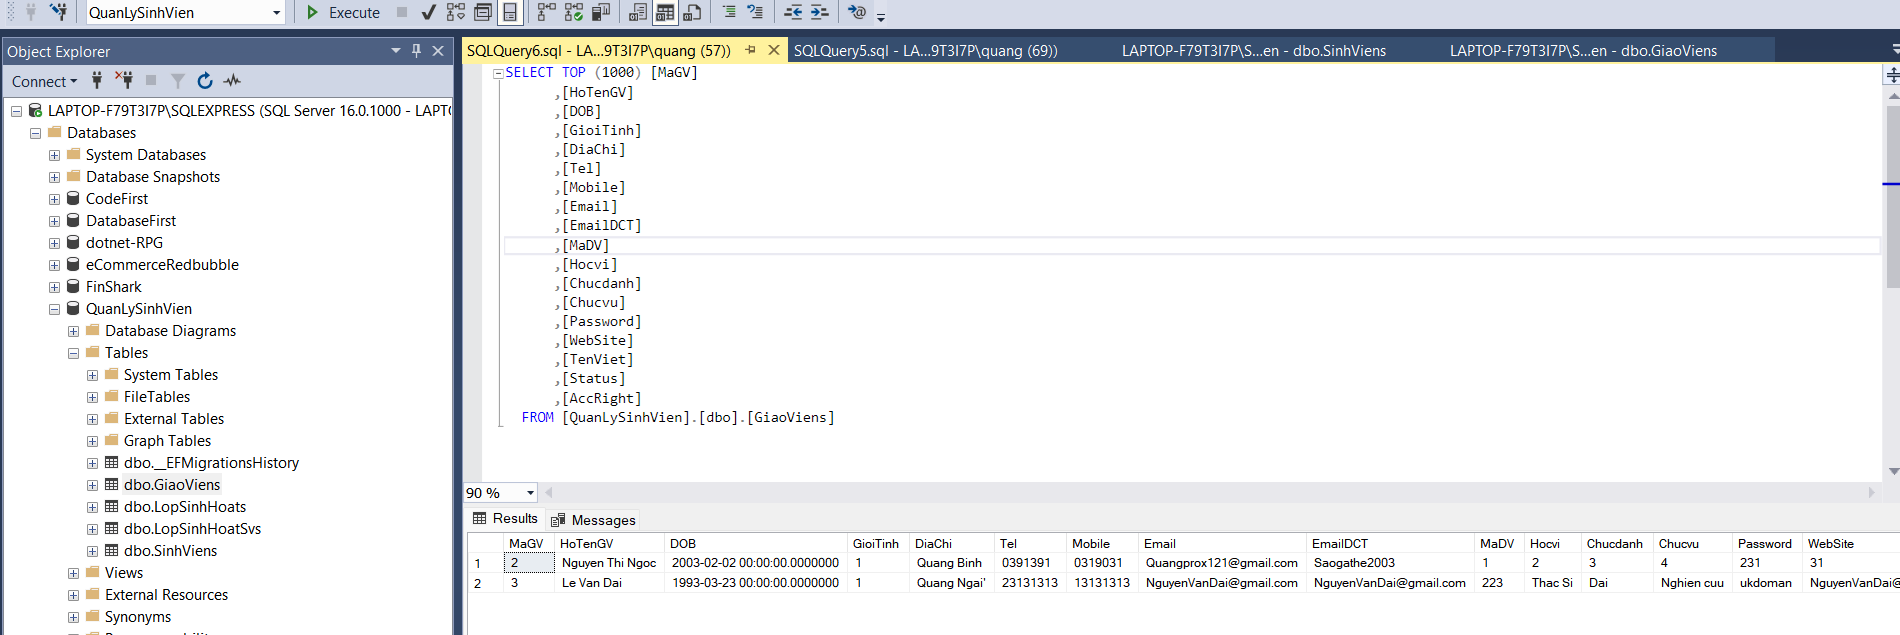 QuanLySinhVien
Execute
Object Explorer
Connect
LAPTOP-F79T3I7P\SQLEXPRESS (SQL Server 16.0.1000 - LAPT
Databases
System Databases
Database Snapshots
CodeFirst
DatabaseFirst
dotnet-RPG
eCommerceRedbubble
FinShark
QuanLySinhVien
Database Diagrams
Tables
System Tables
FileTables
External Tables
Graph Tables
dbo.__EFMigrationsHistory
dbo.GiaoViens
dbo.LopSinhHoats
dbo.LopSinhHoatSvs
dbo.SinhViens
Views
External Resources
Synonyms
SQLQuery6.sql - LA...9T3I7P\quang (57)) SQLQuery5.sql - LA...9T3I7P\quang (69)) LAPTOP-F79T3I7P\S...en - dbo.SinhViens LAPTOP-F79T3I7P\S...en - dbo.GiaoViens
SELECT TOP (1000) [MaGV]
,[HoTenGV]
,[DOB]
,[GioiTinh]
,[DiaChi]
,[Tel]
,[Mobile]
,[Email]
,[EmailDCT]
,[MaDV]
,[Hocvi]
,[Chucdanh]
,[Chucvu]
,[Password]
,[WebSite]
,[TenViet]
,[Status]
,[AccRight]
FROM [QuanLySinhVien].[dbo].[GiaoViens]
90 %
Results Messages
MaGV HoTenGV DOB GioiTinh DiaChi Tel Mobile Email EmailDCT MaDV Hocvi Chucdanh Chucvu Password WebSite
1 2 Nguyen Thi Ngoc 2003-02-02 00:00:00.0000000 1 Quang Binh 0391391 0319031 Quangprox121@gmail.com Saogathe2003 1 2 3 4 231 31
2 3 Le Van Dai 1993-03-23 00:00:00.0000000 1 Quang Ngai' 23131313 13131313 NguyenVanDai@gmail.com NguyenVanDai@gmail.com 223 Thac Si Dai Nghien cuu ukdoman NguyenVanDai@